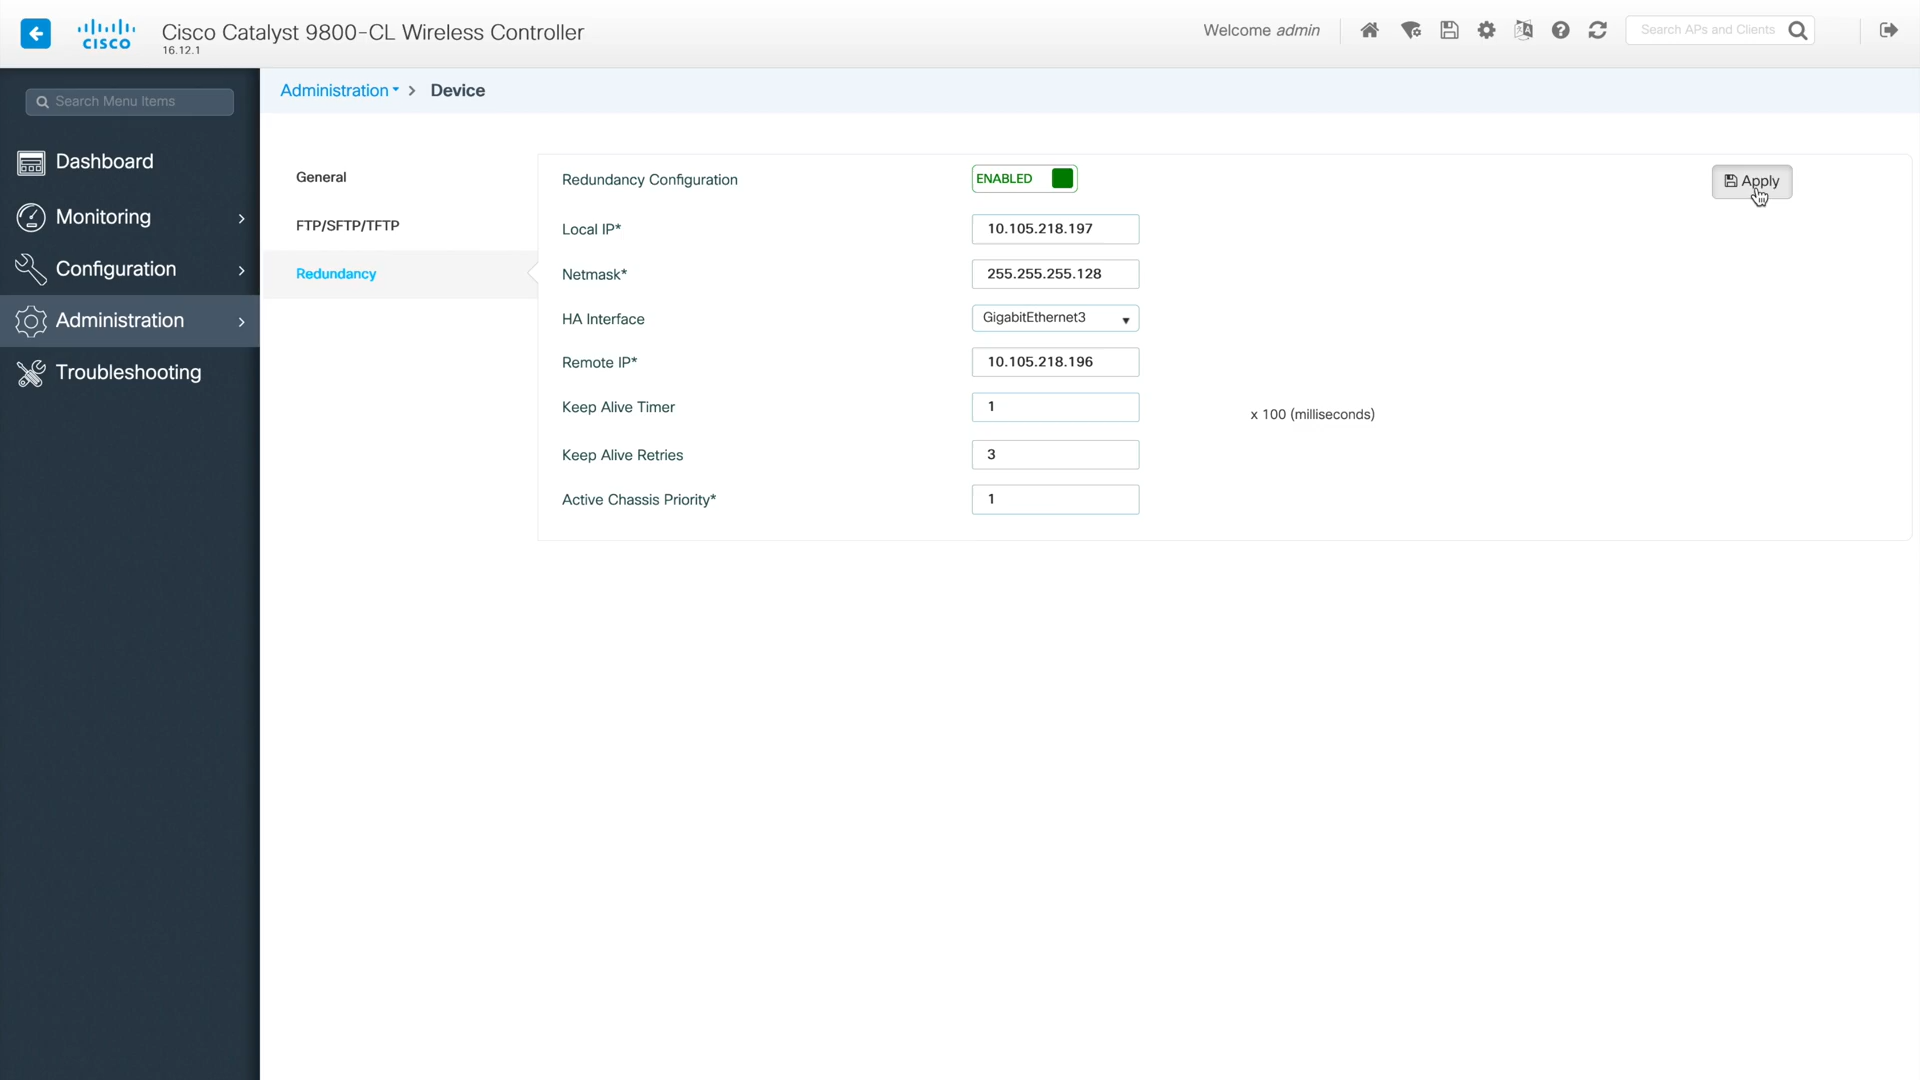 CISCO
Cisco Catalyst 9800-CL Wireless Controller
16.12.1
Welcome admin
Search APs and Clients
Search Menu Items
Dashboard
Monitoring
Configuration
Administration
Troubleshooting
Administration > Device
General
FTP/SFTP/TFTP
Redundancy
Redundancy Configuration ENABLED
Apply
Local IP* 10.105.218.197
Netmask* 255.255.255.128
HA Interface GigabitEthernet3
Remote IP* 10.105.218.196
Keep Alive Timer 1 x 100 (milliseconds)
Keep Alive Retries 3
Active Chassis Priority* 1